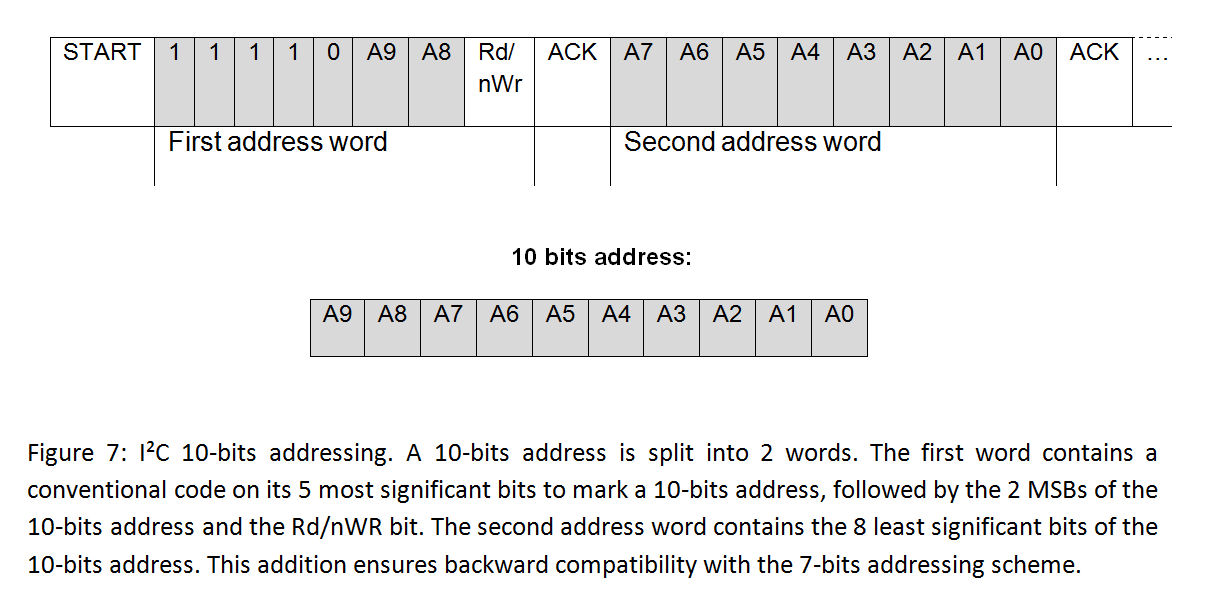 START 1 1 1 1 0 A9 A8 Rd/ ACK A7 A6 A5 A4 A3 A2 A1 A0 ACK ...
nWr
First address word Second address word
10 bits address:
A9 A8 A7 A6 A5 A4 A3 A2 A1 A0
Figure 7: I²C 10-bits addressing. A 10-bits address is split into 2 words. The first word contains a
conventional code on its 5 most significant bits to mark a 10-bits address, followed by the 2 MSBs of the
10-bits address and the Rd/nWR bit. The second address word contains the 8 least significant bits of the
10-bits address. This addition ensures backward compatibility with the 7-bits addressing scheme.